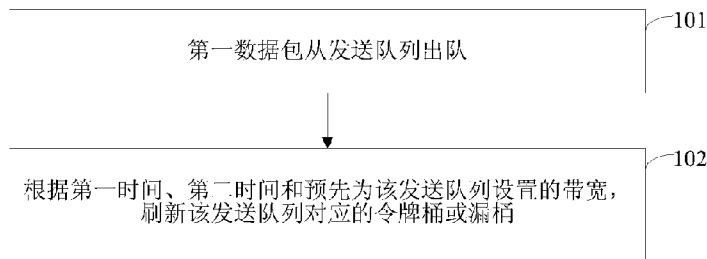 101
第一数据包从发送队列出队
102
根据第一时间、第二时间和预先为该发送队列设置的带宽，
刷新该发送队列对应的令牌桶或漏桶